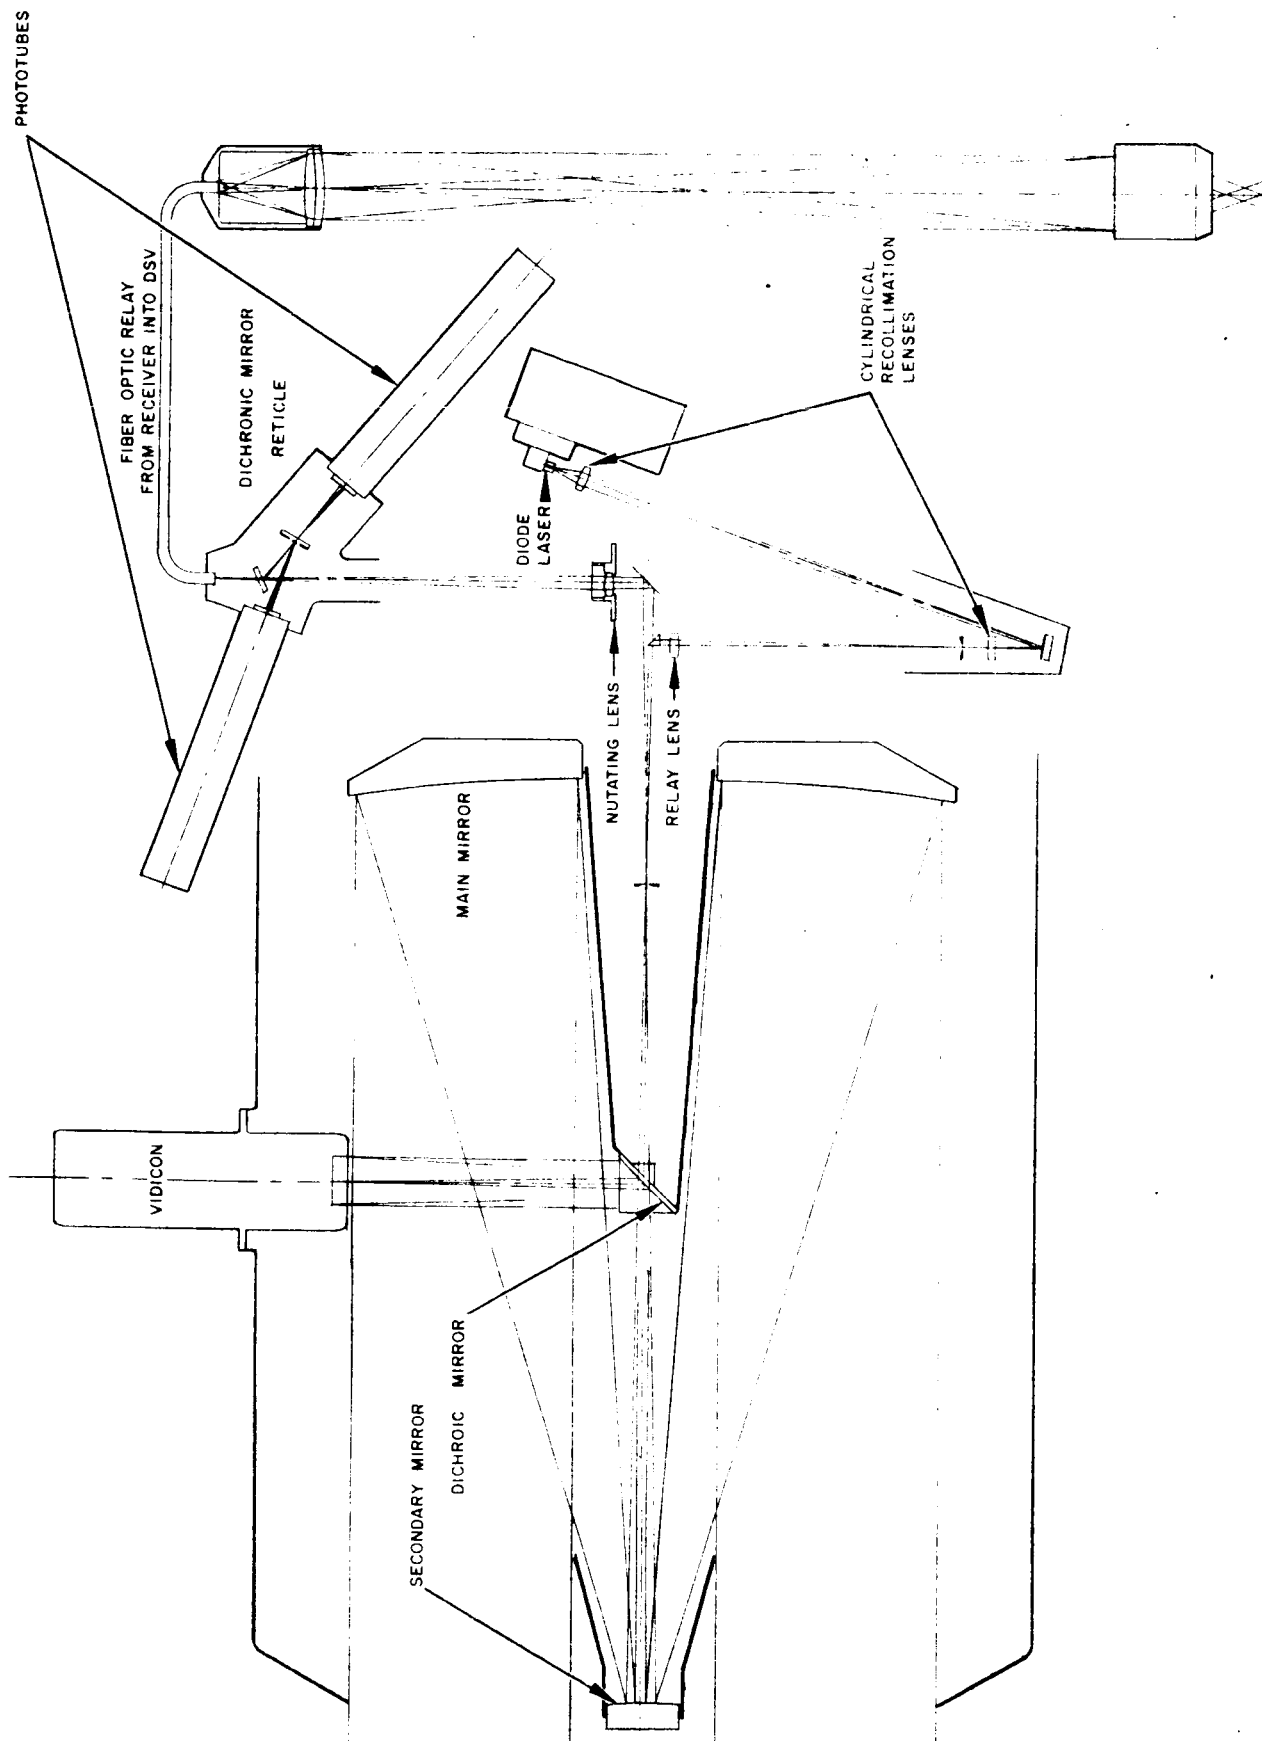 PHOTOTUBES
FIBER OPTIC RELAY
FROM RECEIVER INTO DSV
DICHRONIC MIRROR
RETICLE
DIODE
LASER
CYLINDRICAL
RECOLLIMATION
LENSES
NUTATING LENS
RELAY LENS
MAIN MIRROR
VIDICON
SECONDARY MIRROR
DICHROIC MIRROR